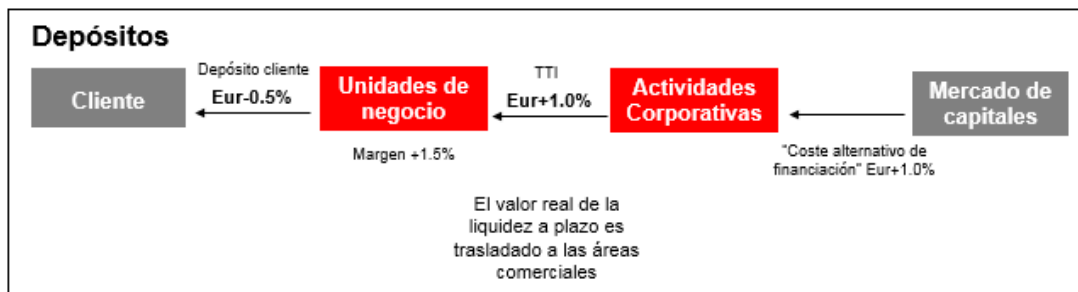 Depósitos
Cliente
Depósito cliente
Eur-0.5%
Unidades de
negocio
Margen +1.5%
TTI
Eur+1.0%
Actividades
Corporativas
Mercado de
capitales
"Coste alternativo de
financiación" Eur+1.0%
El valor real de la
liquidez a plazo es
trasladado a las áreas
comerciales